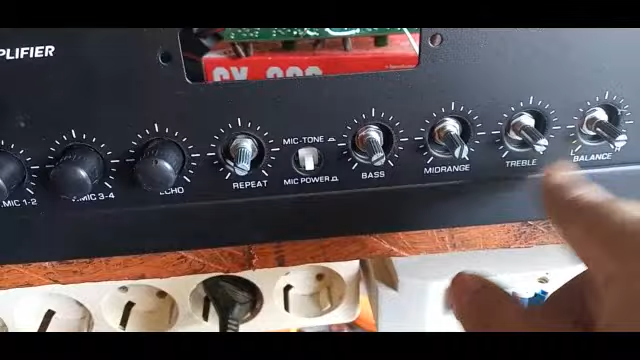 PLIFIER
MIC 1-2
MIC 3-4
ECHO
REPEAT
MIC-TONE
MIC POWER
BASS
MIDRANGE
TREBLE
BALANCE